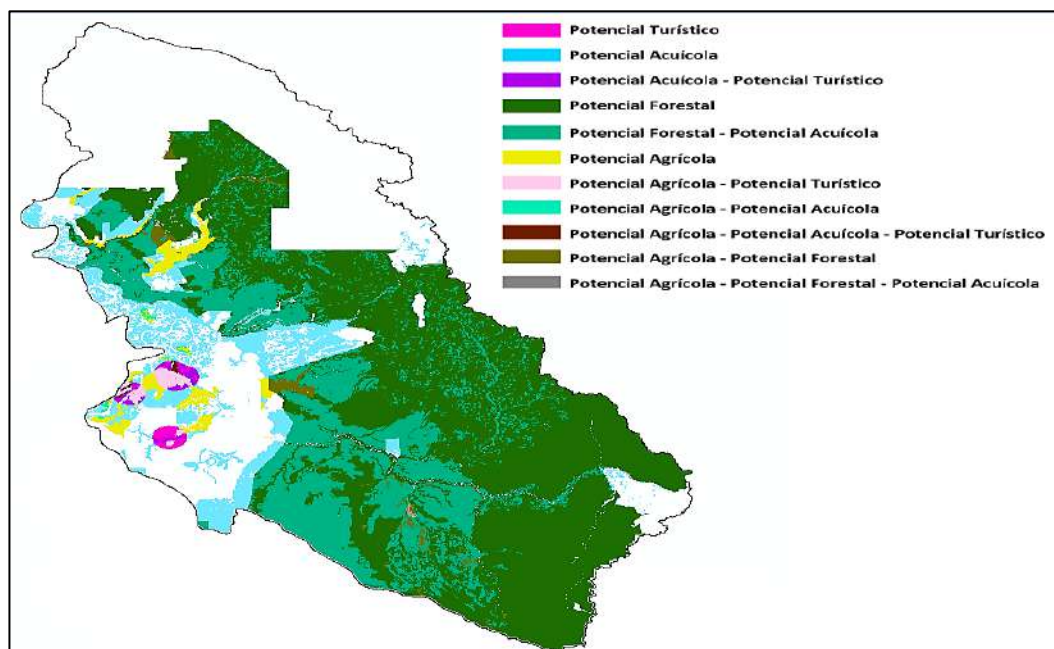 Potencial Turístico
Potencial Acuícola
Potencial Acuícola - Potencial Turístico
Potencial Forestal
Potencial Forestal - Potencial Acuícola
Potencial Agrícola
Potencial Agrícola - Potencial Turístico
Potencial Agrícola - Potencial Acuícola
Potencial Agrícola - Potencial Acuícola - Potencial Turístico
Potencial Agrícola - Potencial Forestal
Potencial Agrícola - Potencial Forestal - Potencial Acuícola